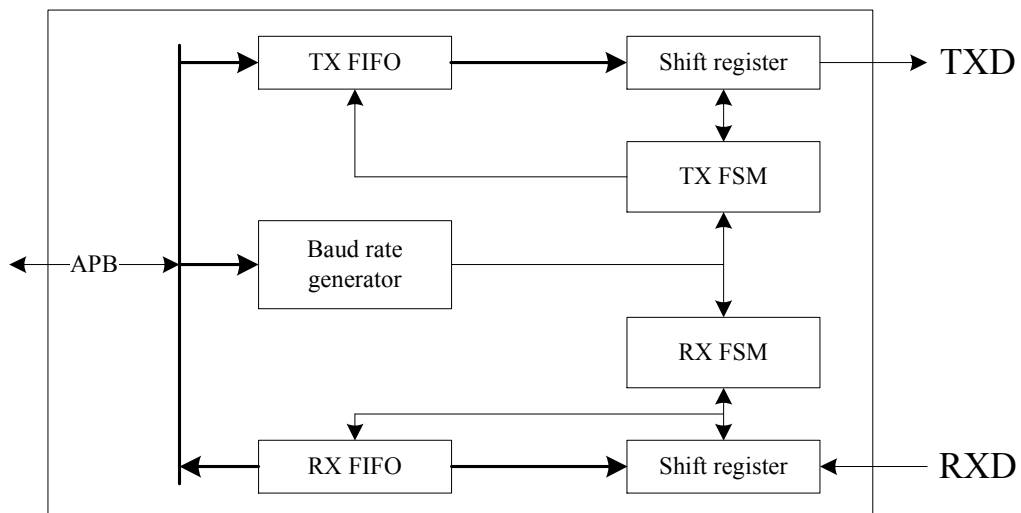 TX FIFO
Shift register
TXD
TX FSM
APB
Baud rate
generator
RX FSM
RX FIFO
Shift register
RXD